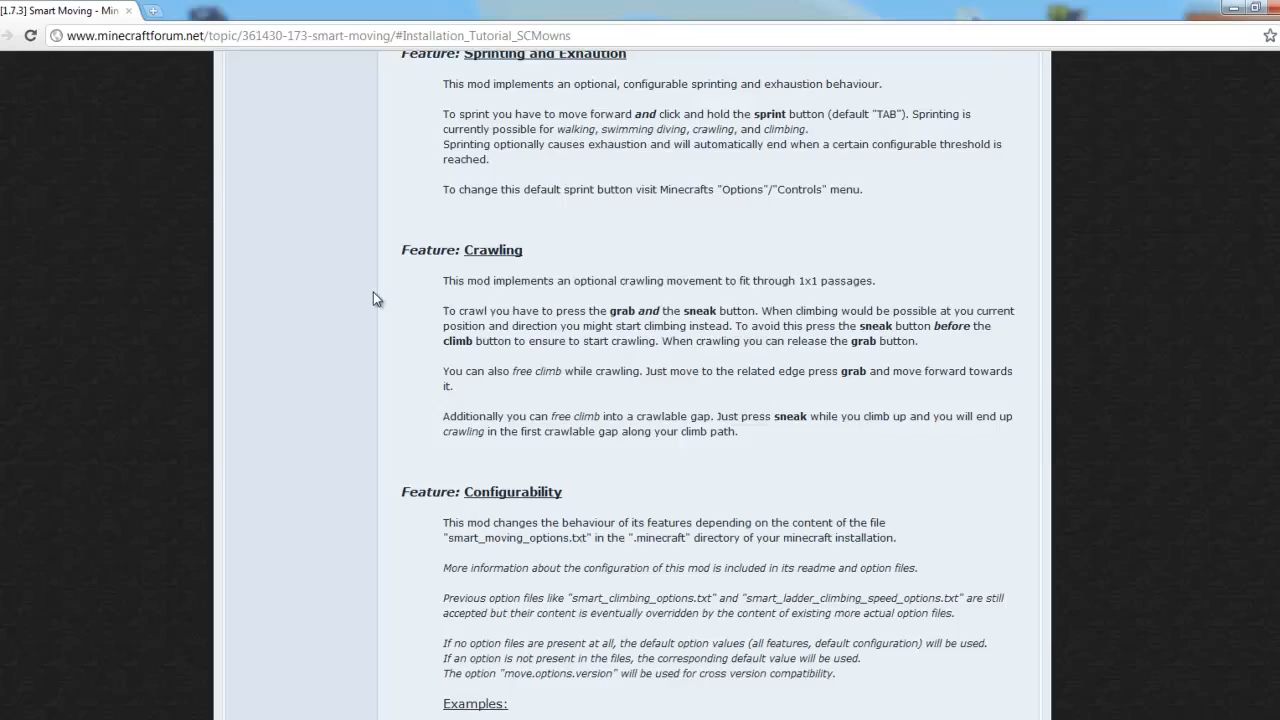 [1.7.3] Smart Moving - Min
www.minecraftforum.net/topic/361430-173-smart-moving/#Installation_Tutorial_SCMowns
Feature: Sprinting and Exhaution
This mod implements an optional, configurable sprinting and exhaustion behaviour.
To sprint you have to move forward and click and hold the sprint button (default "TAB"). Sprinting is
currently possible for walking, swimming diving, crawling, and climbing.
Sprinting optionally causes exhaustion and will automatically end when a certain configurable threshold is
reached.
To change this default sprint button visit Minecrafts "Options"/"Controls" menu.
Feature: Crawling
This mod implements an optional crawling movement to fit through 1x1 passages.
To crawl you have to press the grab and the sneak button. When climbing would be possible at you current
position and direction you might start climbing instead. To avoid this press the sneak button before the
climb button to ensure to start crawling. When crawling you can release the grab button.
You can also free climb while crawling. Just move to the related edge press grab and move forward towards
it.
Additionally you can free climb into a crawlable gap. Just press sneak while you climb up and you will end up
crawling in the first crawlable gap along your climb path.
Feature: Configurability
This mod changes the behaviour of its features depending on the content of the file
"smart_moving_options.txt" in the ".minecraft" directory of your minecraft installation.
More information about the configuration of this mod is included in its readme and option files.
Previous option files like "smart_climbing_options.txt" and "smart_ladder_climbing_speed_options.txt" are still
accepted but their content is eventually overridden by the content of existing more actual option files.
If no option files are present at all, the default option values (all features, default configuration) will be used.
If an option is not present in the files, the corresponding default value will be used.
The option "move.options.version" will be used for cross version compatibility.
Examples: